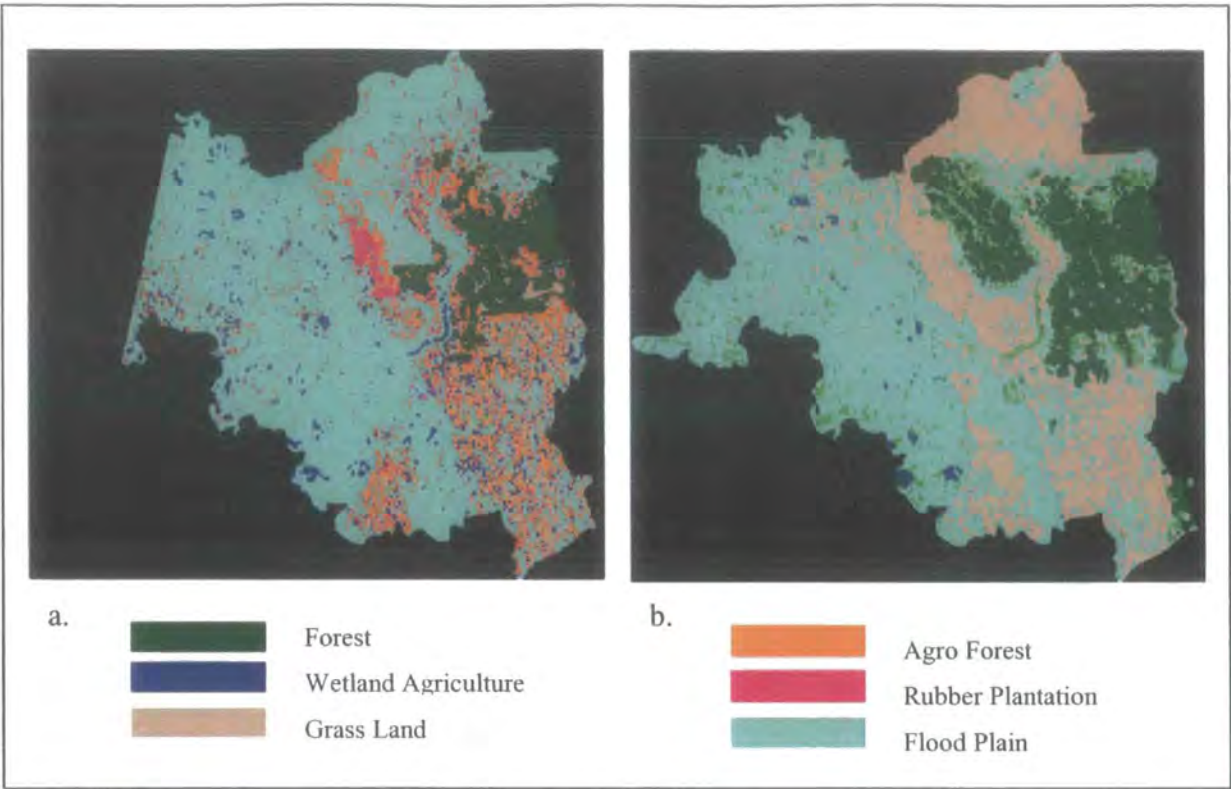 a.
Forest
Wetland Agriculture
Grass Land
b.
Agro Forest
Rubber Plantation
Flood Plain